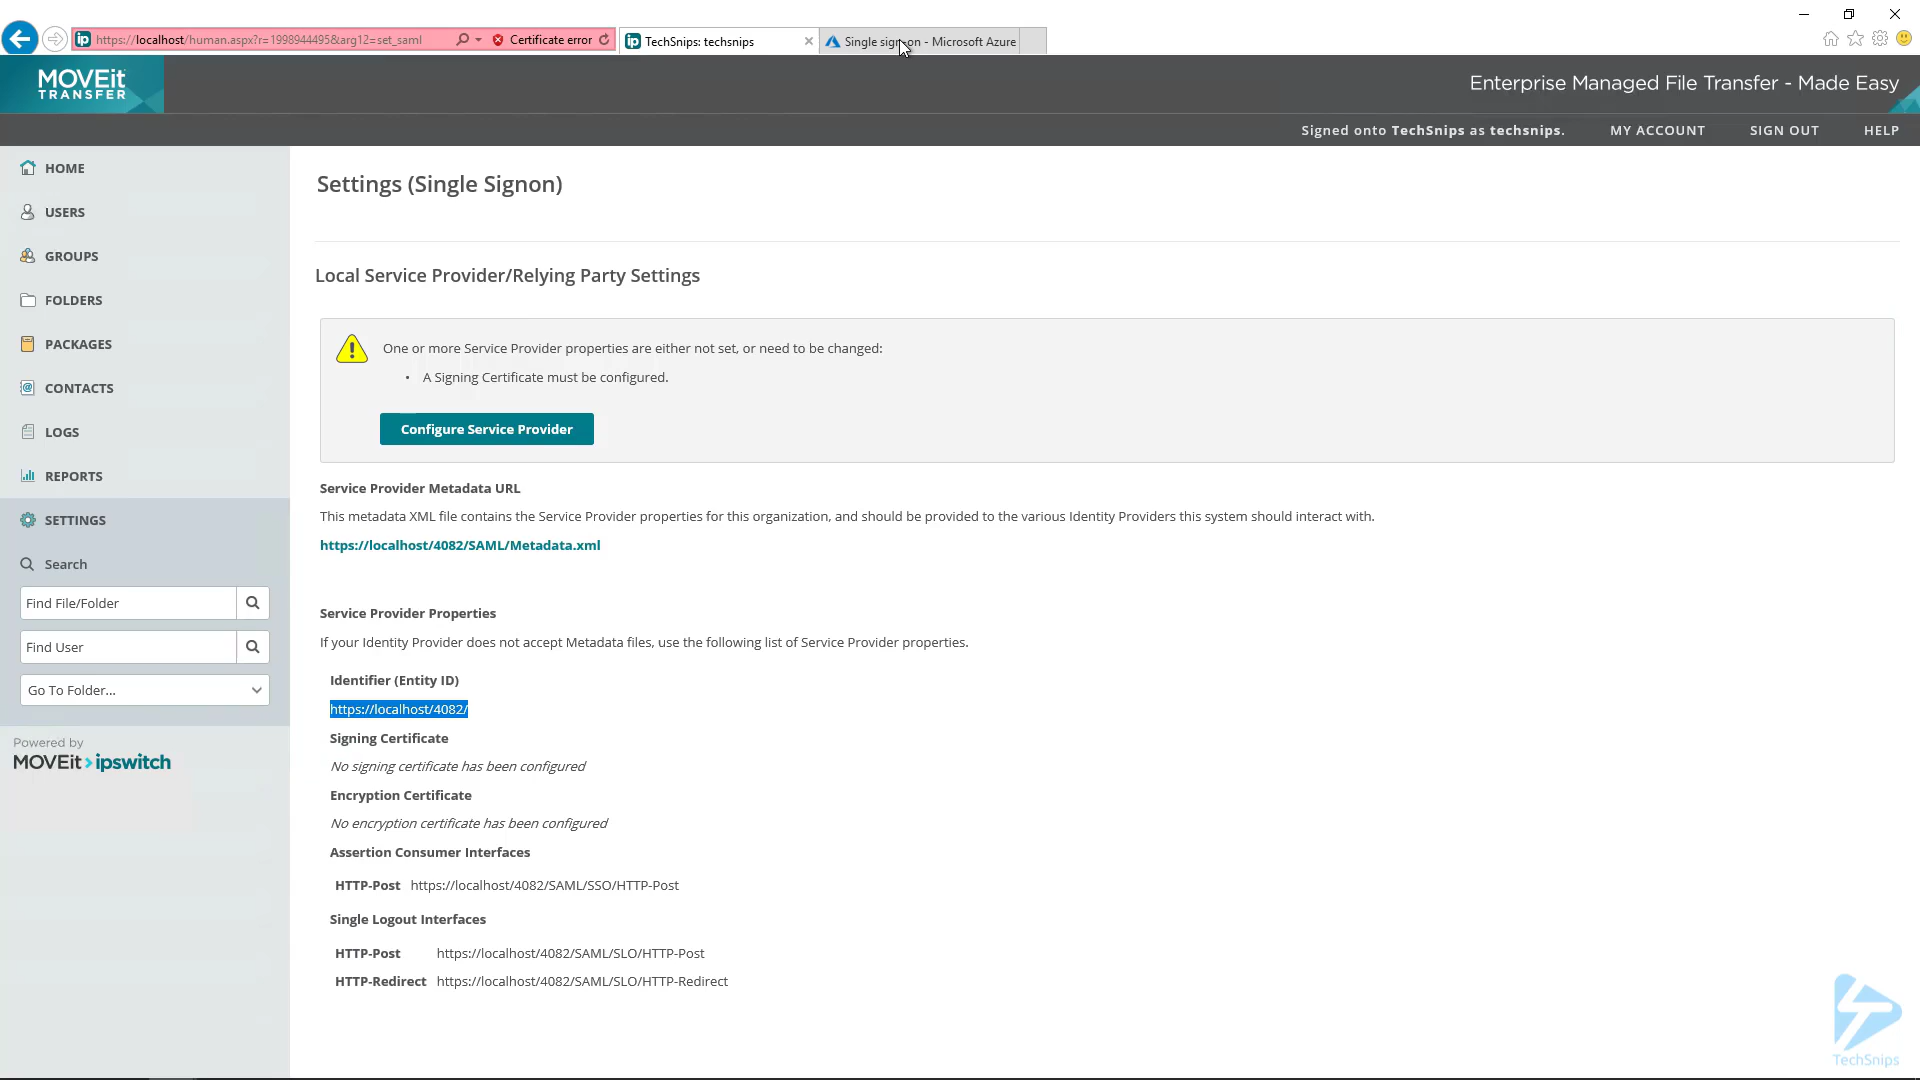 https://localhost/human.aspx?r=1998944495&arg12=set_saml
Certificate error
TechSnips: techsnips
Single signon - Microsoft Azure
MOVEit
TRANSFER
Enterprise Managed File Transfer - Made Easy
Signed onto TechSnips as techsnips.
MY ACCOUNT
SIGN OUT
HELP
HOME
USERS
GROUPS
FOLDERS
PACKAGES
CONTACTS
LOGS
REPORTS
SETTINGS
Search
Find File/Folder
Find User
Go To Folder...
Powered by
MOVEit > ipswitch
Settings (Single Signon)
Local Service Provider/Relying Party Settings
One or more Service Provider properties are either not set, or need to be changed:
• A Signing Certificate must be configured.
Configure Service Provider
Service Provider Metadata URL
This metadata XML file contains the Service Provider properties for this organization, and should be provided to the various Identity Providers this system should interact with.
https://localhost/4082/SAML/Metadata.xml
Service Provider Properties
If your Identity Provider does not accept Metadata files, use the following list of Service Provider properties.
Identifier (Entity ID)
https://localhost/4082/
Signing Certificate
No signing certificate has been configured
Encryption Certificate
No encryption certificate has been configured
Assertion Consumer Interfaces
HTTP-Post https://localhost/4082/SAML/SSO/HTTP-Post
Single Logout Interfaces
HTTP-Post https://localhost/4082/SAML/SLO/HTTP-Post
HTTP-Redirect https://localhost/4082/SAML/SLO/HTTP-Redirect
TechSnips